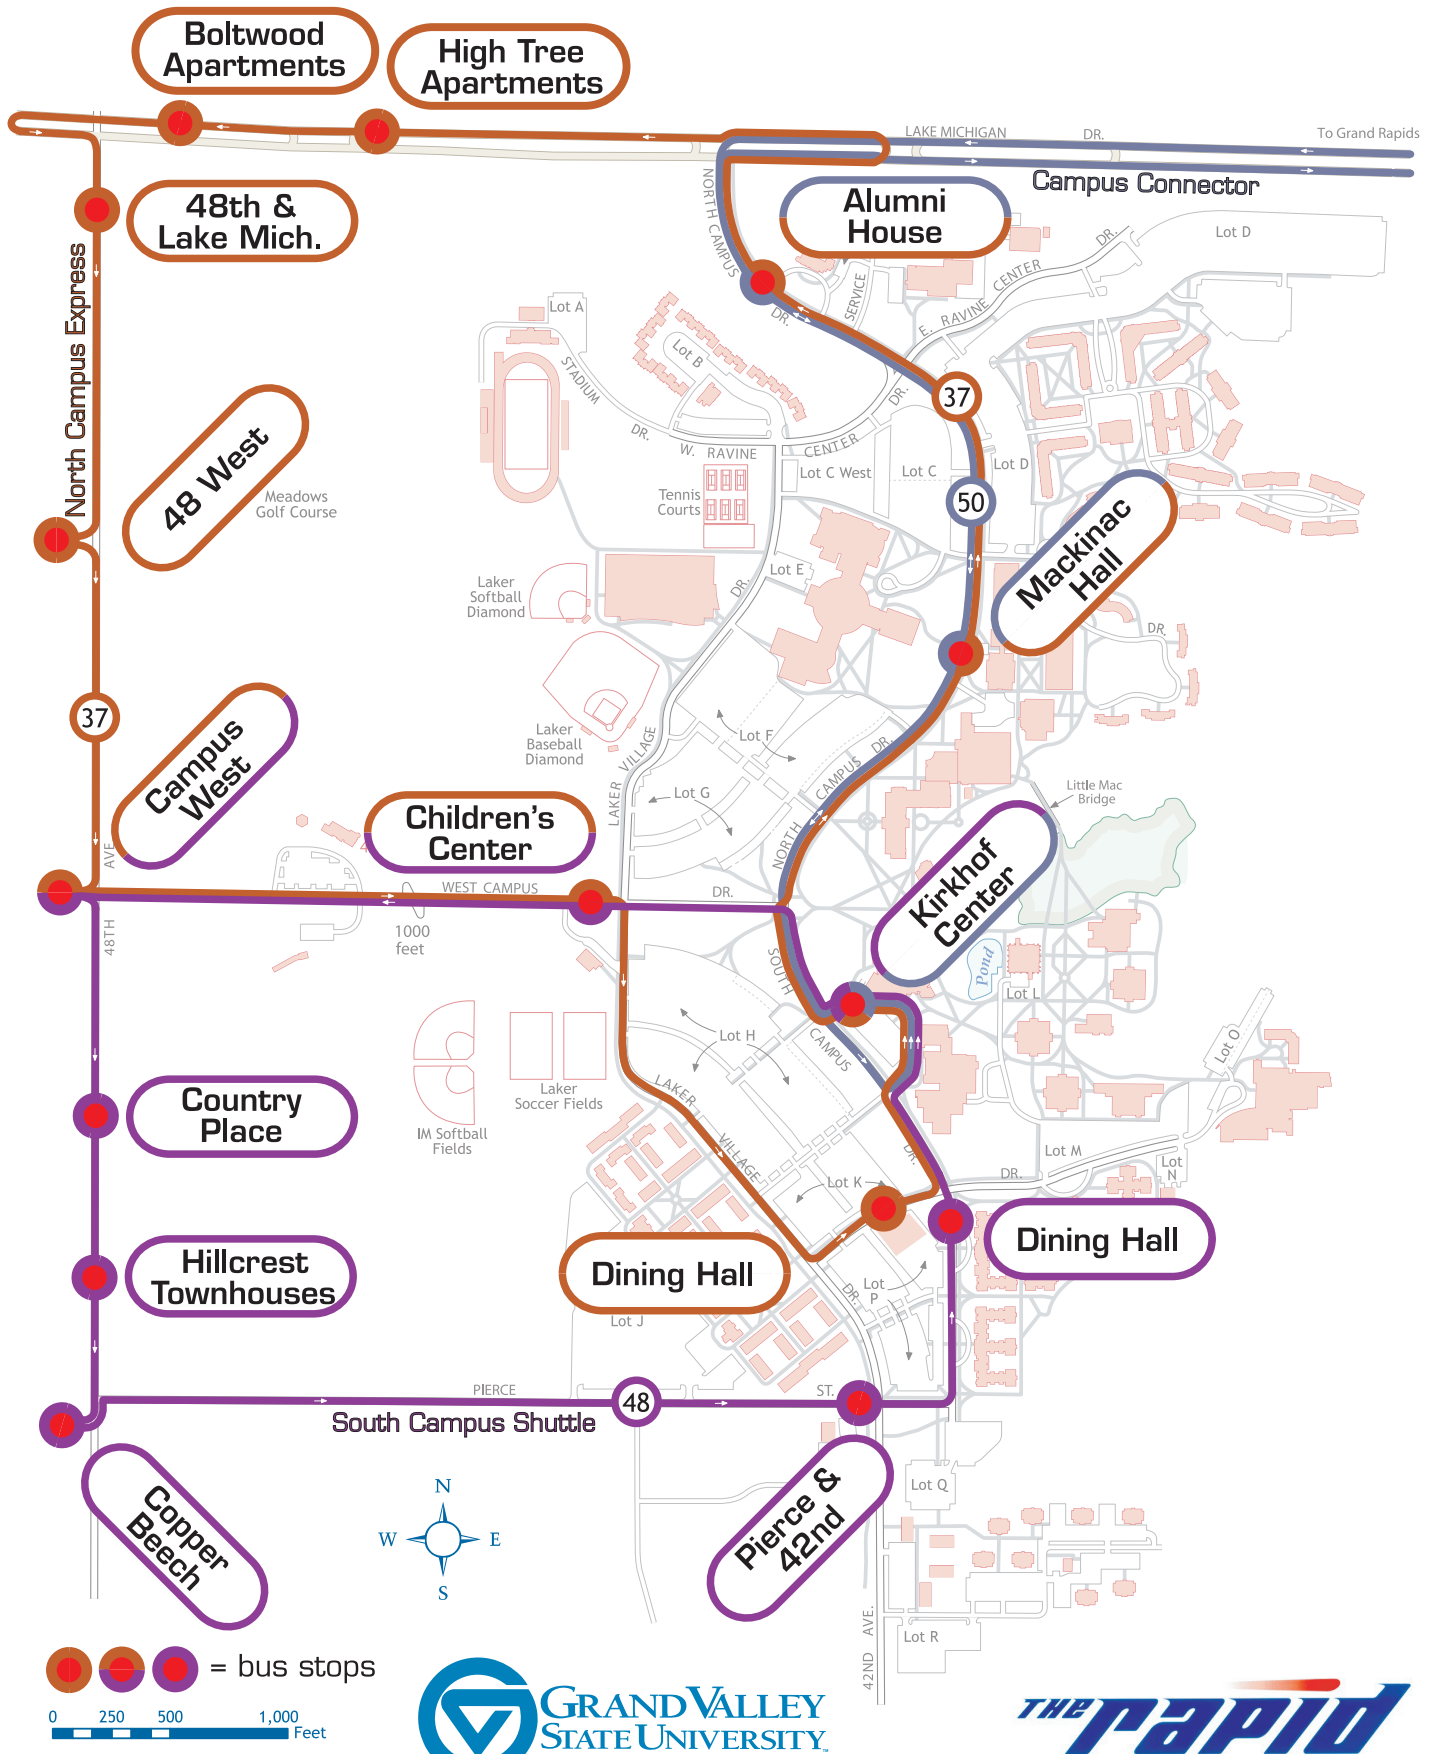 Boltwood
Apartments
High Tree
Apartments
LAKE MICHIGAN
DR.
To Grand Rapids
Campus Connector
48th &
Lake Mich.
NORTH CAMPUS
DR.
Alumni
House
SERVICE
E. RAVINE CENTER
DR.
Lot D
North Campus Express
Lot A
Lot B
STADIUM
DR.
W. RAVINE
CENTER
DR.
37
48 West
Meadows
Golf Course
Tennis
Courts
Lot C West
Lot C
Lot D
50
Mackinac
Hall
Laker
Softball
Diamond
Lot E
DR.
DR.
37
Campus
West
Laker
Baseball
Diamond
LAKER VILLAGE
Lot F
Lot G
NORTH CAMPUS DR.
Little Mac
Bridge
Children's
Center
Kirkhof
Center
AVE.
48TH
WEST CAMPUS
DR.
1000
feet
SOUTH
CAMPUS
DR.
Pond
Lot L
Lot H
Lot O
Laker
Soccer Fields
IM Softball
Fields
LAKER
VILLAGE
DR.
Country
Place
Lot K
DR.
Lot M
Lot
N
Hillcrest
Townhouses
Dining Hall
Dining Hall
Lot
P
Lot J
PIERCE
ST.
48
South Campus Shuttle
Copper
Beech
Pierce &
42nd
Lot Q
N
W
E
S
42ND AVE.
Lot R
= bus stops
0 250 500 1,000
Feet
GRAND VALLEY
STATE UNIVERSITY
THE rapid